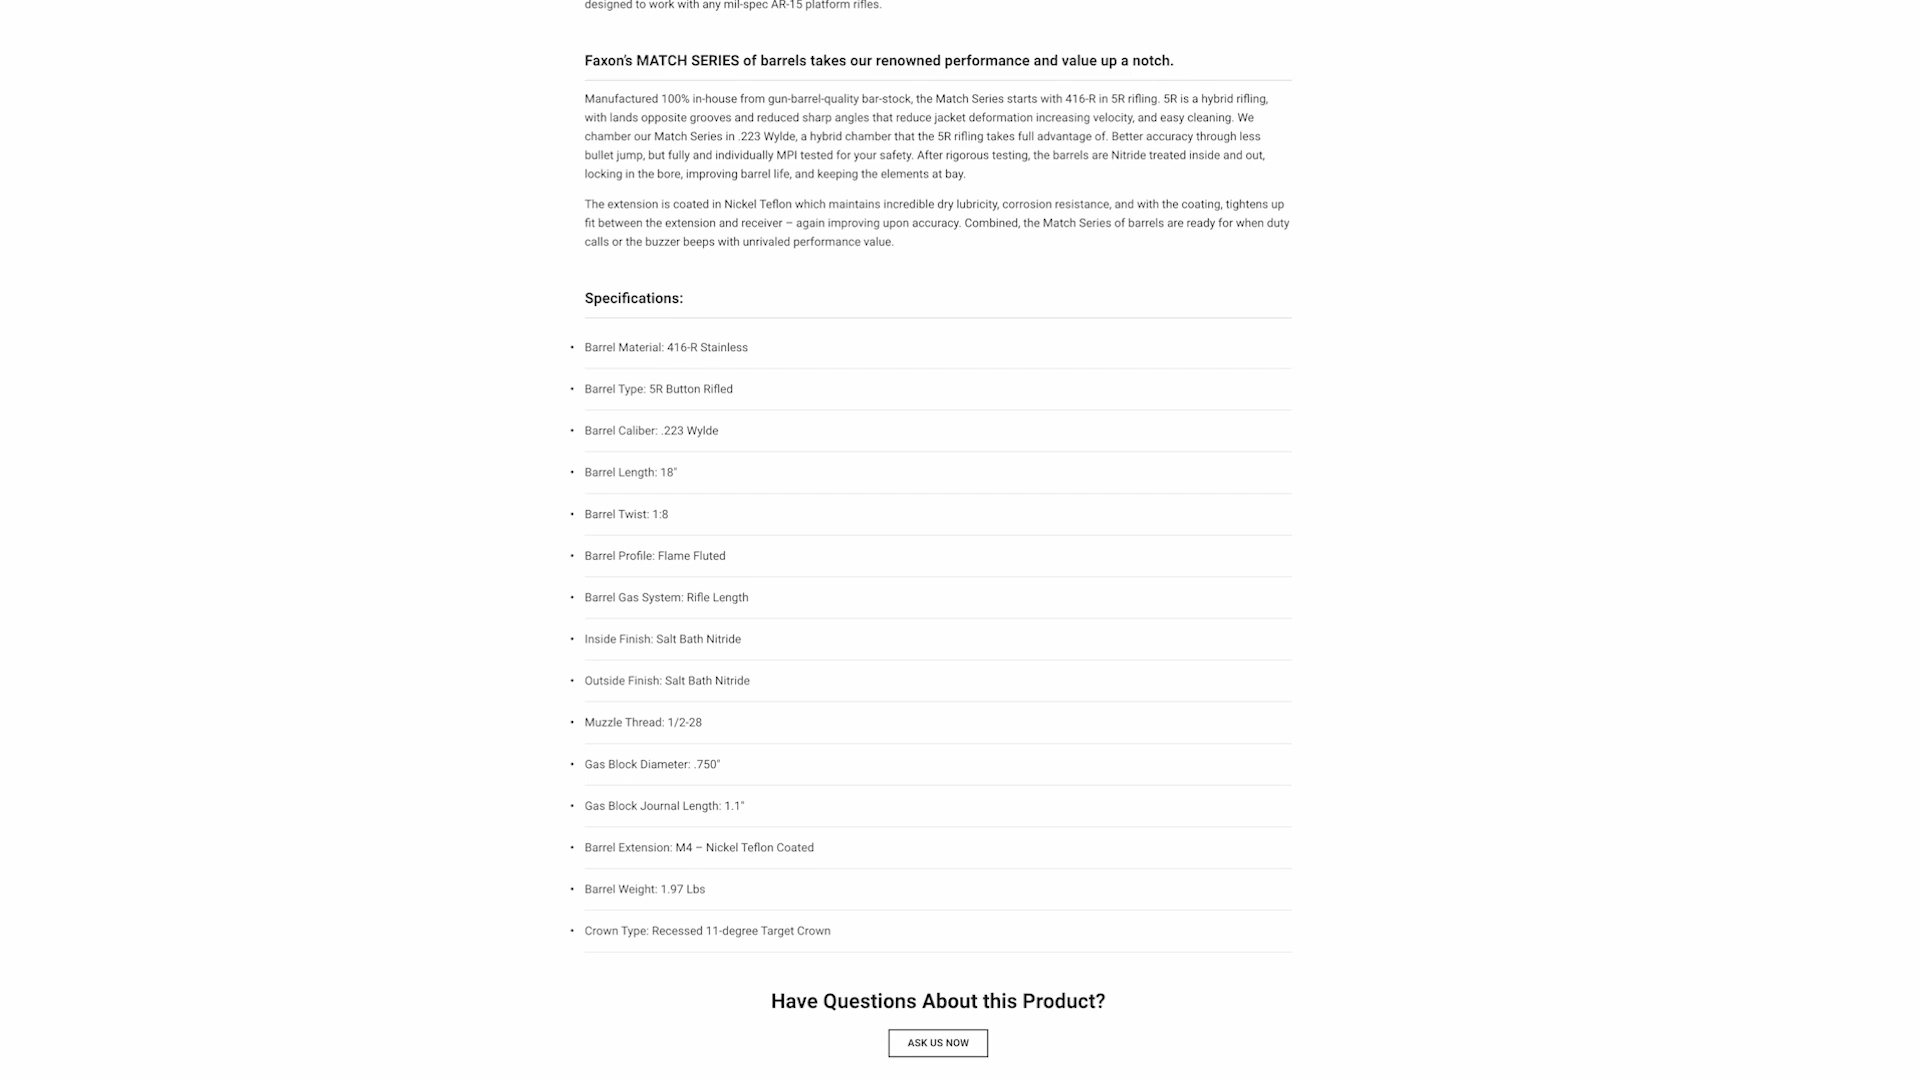 designed to work with any mil-spec AR-15 platform rifles.
Faxon's MATCH SERIES of barrels takes our renowned performance and value up a notch.
Manufactured 100% in-house from gun-barrel-quality bar-stock, the Match Series starts with 416-R in 5R rifling. 5R is a hybrid rifling,
with lands opposite grooves and reduced sharp angles that reduce jacket deformation increasing velocity, and easy cleaning. We
chamber our Match Series in .223 Wylde, a hybrid chamber that the 5R rifling takes full advantage of. Better accuracy through less
bullet jump, but fully and individually MPI tested for your safety. After rigorous testing, the barrels are Nitride treated inside and out,
locking in the bore, improving barrel life, and keeping the elements at bay.
The extension is coated in Nickel Teflon which maintains incredible dry lubricity, corrosion resistance, and with the coating, tightens up
fit between the extension and receiver – again improving upon accuracy. Combined, the Match Series of barrels are ready for when duty
calls or the buzzer beeps with unrivaled performance value.
Specifications:
• Barrel Material: 416-R Stainless
• Barrel Type: 5R Button Rifled
• Barrel Caliber: .223 Wylde
• Barrel Length: 18"
• Barrel Twist: 1:8
• Barrel Profile: Flame Fluted
• Barrel Gas System: Rifle Length
• Inside Finish: Salt Bath Nitride
• Outside Finish: Salt Bath Nitride
• Muzzle Thread: 1/2-28
• Gas Block Diameter: .750"
• Gas Block Journal Length: 1.1"
• Barrel Extension: M4 – Nickel Teflon Coated
• Barrel Weight: 1.97 Lbs
• Crown Type: Recessed 11-degree Target Crown
Have Questions About this Product?
ASK US NOW